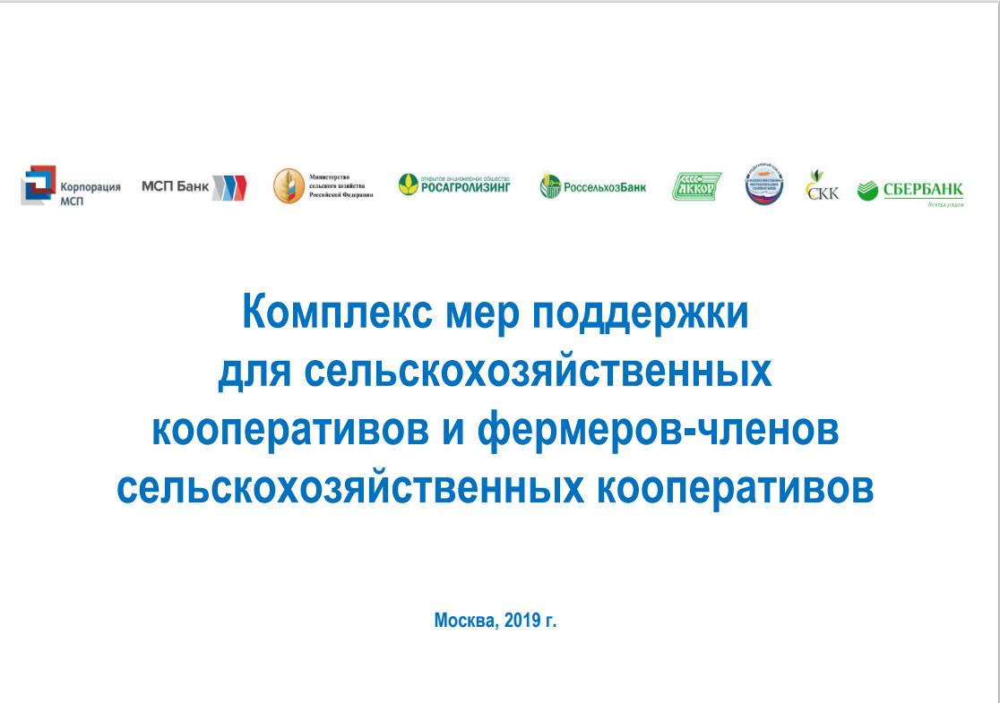 Корпорация
МСП
МСП Банк
Министерство
сельского хозяйства
Российской Федерации
открытое акционерное общество
РОСАГРОЛИЗИНГ
РоссельхозБанк
АККОР
СКК
СБЕРБАНК
Всегда рядом
Комплекс мер поддержки
для сельскохозяйственных
кооперативов и фермеров-членов
сельскохозяйственных кооперативов
Москва, 2019 г.